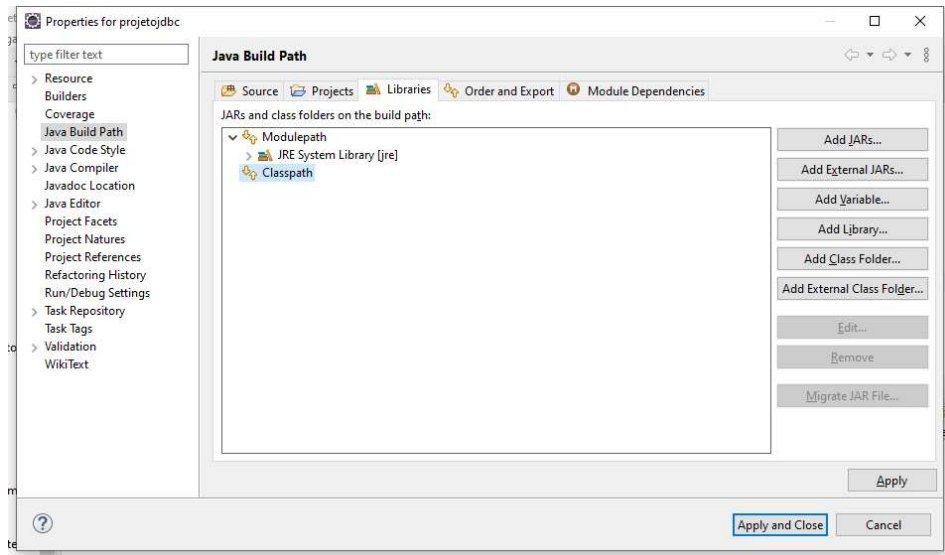 Properties for projetojdbc
type filter text
Resource
Builders
Coverage
Java Build Path
Java Code Style
Java Compiler
Javadoc Location
Java Editor
Project Facets
Project Natures
Project References
Refactoring History
Run/Debug Settings
Task Repository
Task Tags
Validation
WikiText
Java Build Path
Source Projects Libraries Order and Export Module Dependencies
JARs and class folders on the build path:
Modulepath
JRE System Library [jre]
Classpath
Add JARs...
Add External JARs...
Add Variable...
Add Library...
Add Class Folder...
Add External Class Folder...
Edit...
Remove
Migrate JAR File...
Apply
Apply and Close Cancel